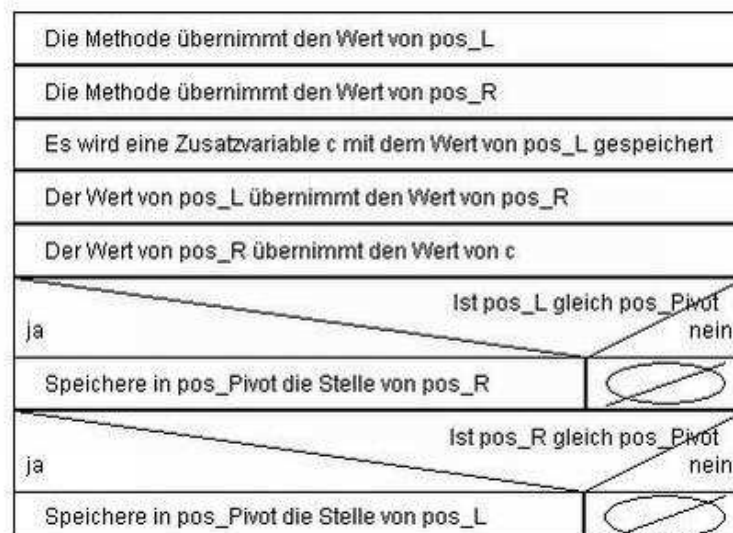 Die Methode übernimmt den Wert von pos_L
Die Methode übernimmt den Wert von pos_R
Es wird eine Zusatzvariable c mit dem Wert von pos_L gespeichert
Der Wert von pos_L übernimmt den Wert von pos_R
Der Wert von pos_R übernimmt den Wert von c
Ist pos_L gleich pos_Pivot
ja nein
Speichere in pos_Pivot die Stelle von pos_R
Ist pos_R gleich pos_Pivot
ja nein
Speichere in pos_Pivot die Stelle von pos_L